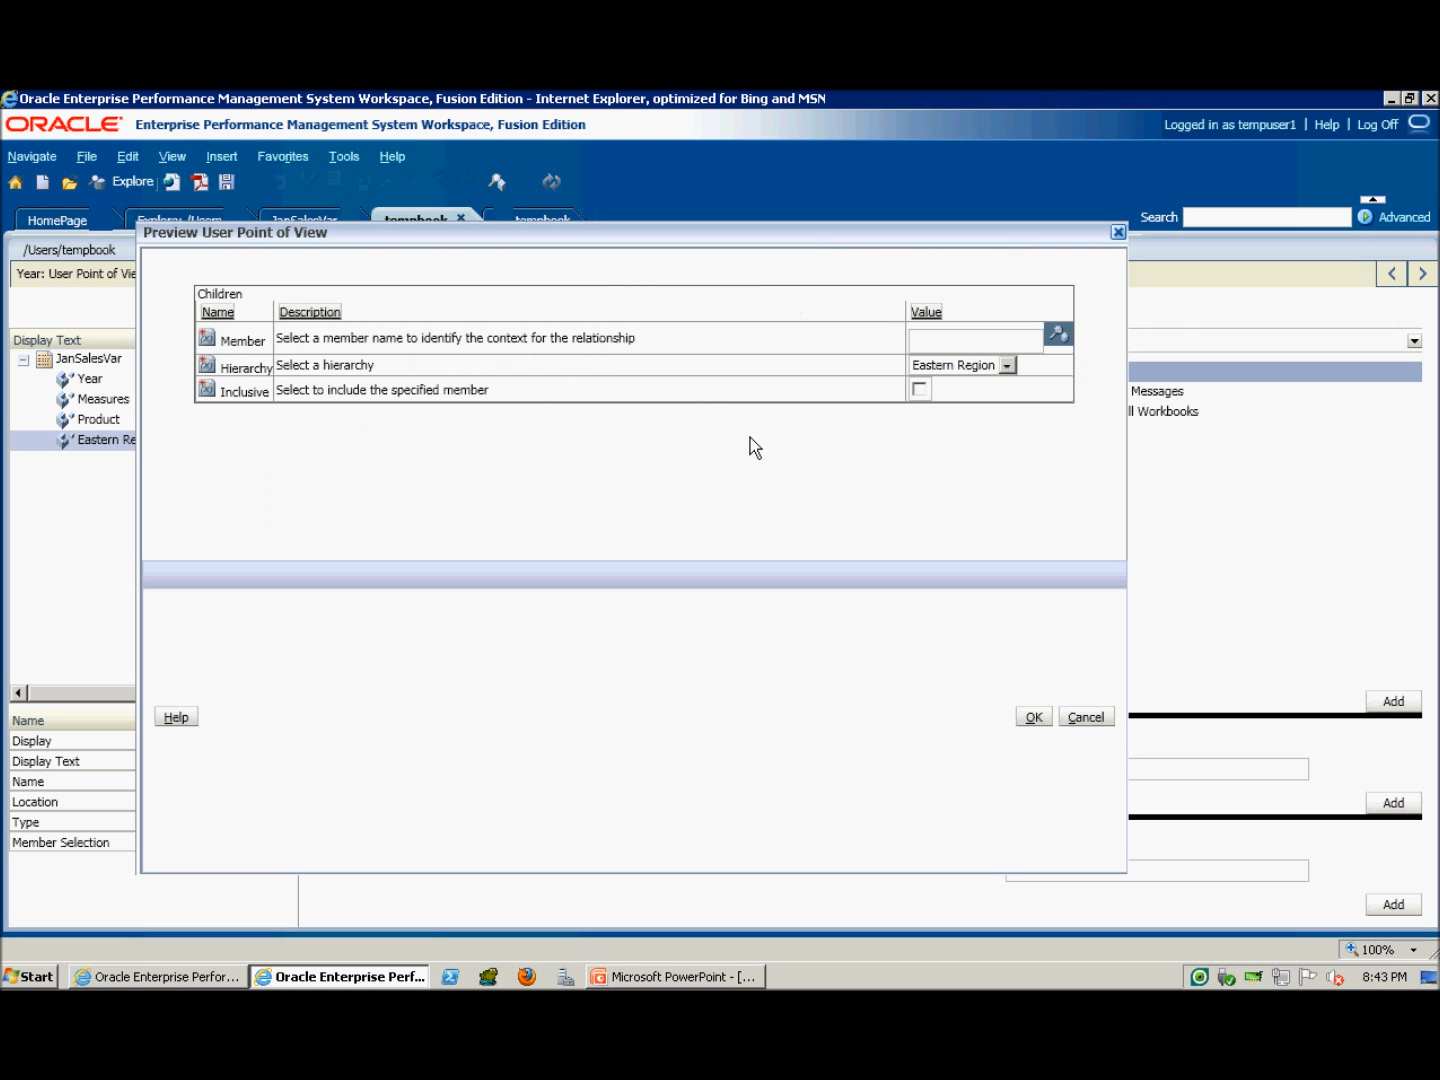 Oracle Enterprise Performance Management System Workspace, Fusion Edition - Internet Explorer, optimized for Bing and MSN
ORACLE Enterprise Performance Management System Workspace, Fusion Edition
Logged in as tempuser1 | Help | Log Off
Navigate File Edit View Insert Favorites Tools Help
Explore
HomePage Explore: /Users JanSalesVar tempbook tempbook
Search Advanced
Preview User Point of View
/Users/tempbook
Year: User Point of Vie
Children
Name Description Value
Member Select a member name to identify the context for the relationship
Hierarchy Select a hierarchy Eastern Region
Inclusive Select to include the specified member
Display Text
JanSalesVar
Year
Measures
Product
Eastern Re
Messages
ll Workbooks
Add
Help OK Cancel
Name
Display
Display Text
Name
Location
Type
Member Selection
Add
Add
100%
Start Oracle Enterprise Perfor... Oracle Enterprise Perf... Microsoft PowerPoint - [... 8:43 PM